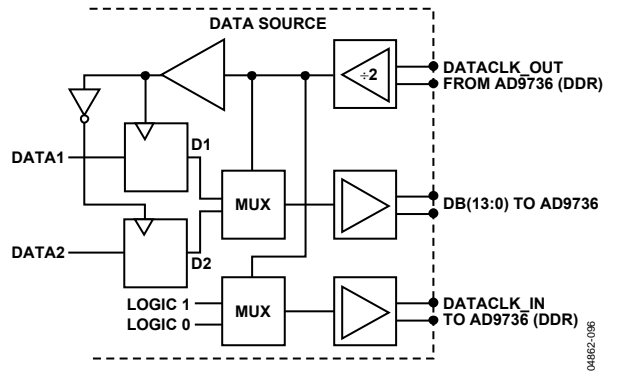 DATA SOURCE
÷2
DATACLK_OUT
FROM AD9736 (DDR)
DATA1
D1
MUX
DB(13:0) TO AD9736
DATA2
D2
LOGIC 1
LOGIC 0
MUX
DATACLK_IN
TO AD9736 (DDR)
04862-096